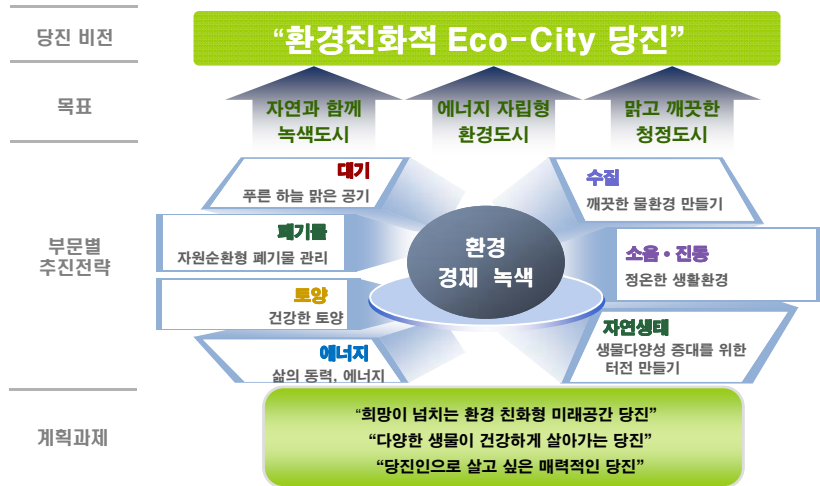 당진 비전
“환경친화적 Eco-City 당진”
목표
자연과 함께
녹색도시
에너지 자립형
환경도시
맑고 깨끗한
청정도시
부문별
추진전략
대기
푸른 하늘 맑은 공기
폐기물
자원순환형 폐기물 관리
토양
건강한 토양
에너지
삶의 동력, 에너지
환경
경제 녹색
수질
깨끗한 물환경 만들기
소음·진동
정온한 생활환경
자연생태
생물다양성 증대를 위한
터전 만들기
계획과제
“희망이 넘치는 환경 친화형 미래공간 당진”
“다양한 생물이 건강하게 살아가는 당진”
“당진인으로 살고 싶은 매력적인 당진”